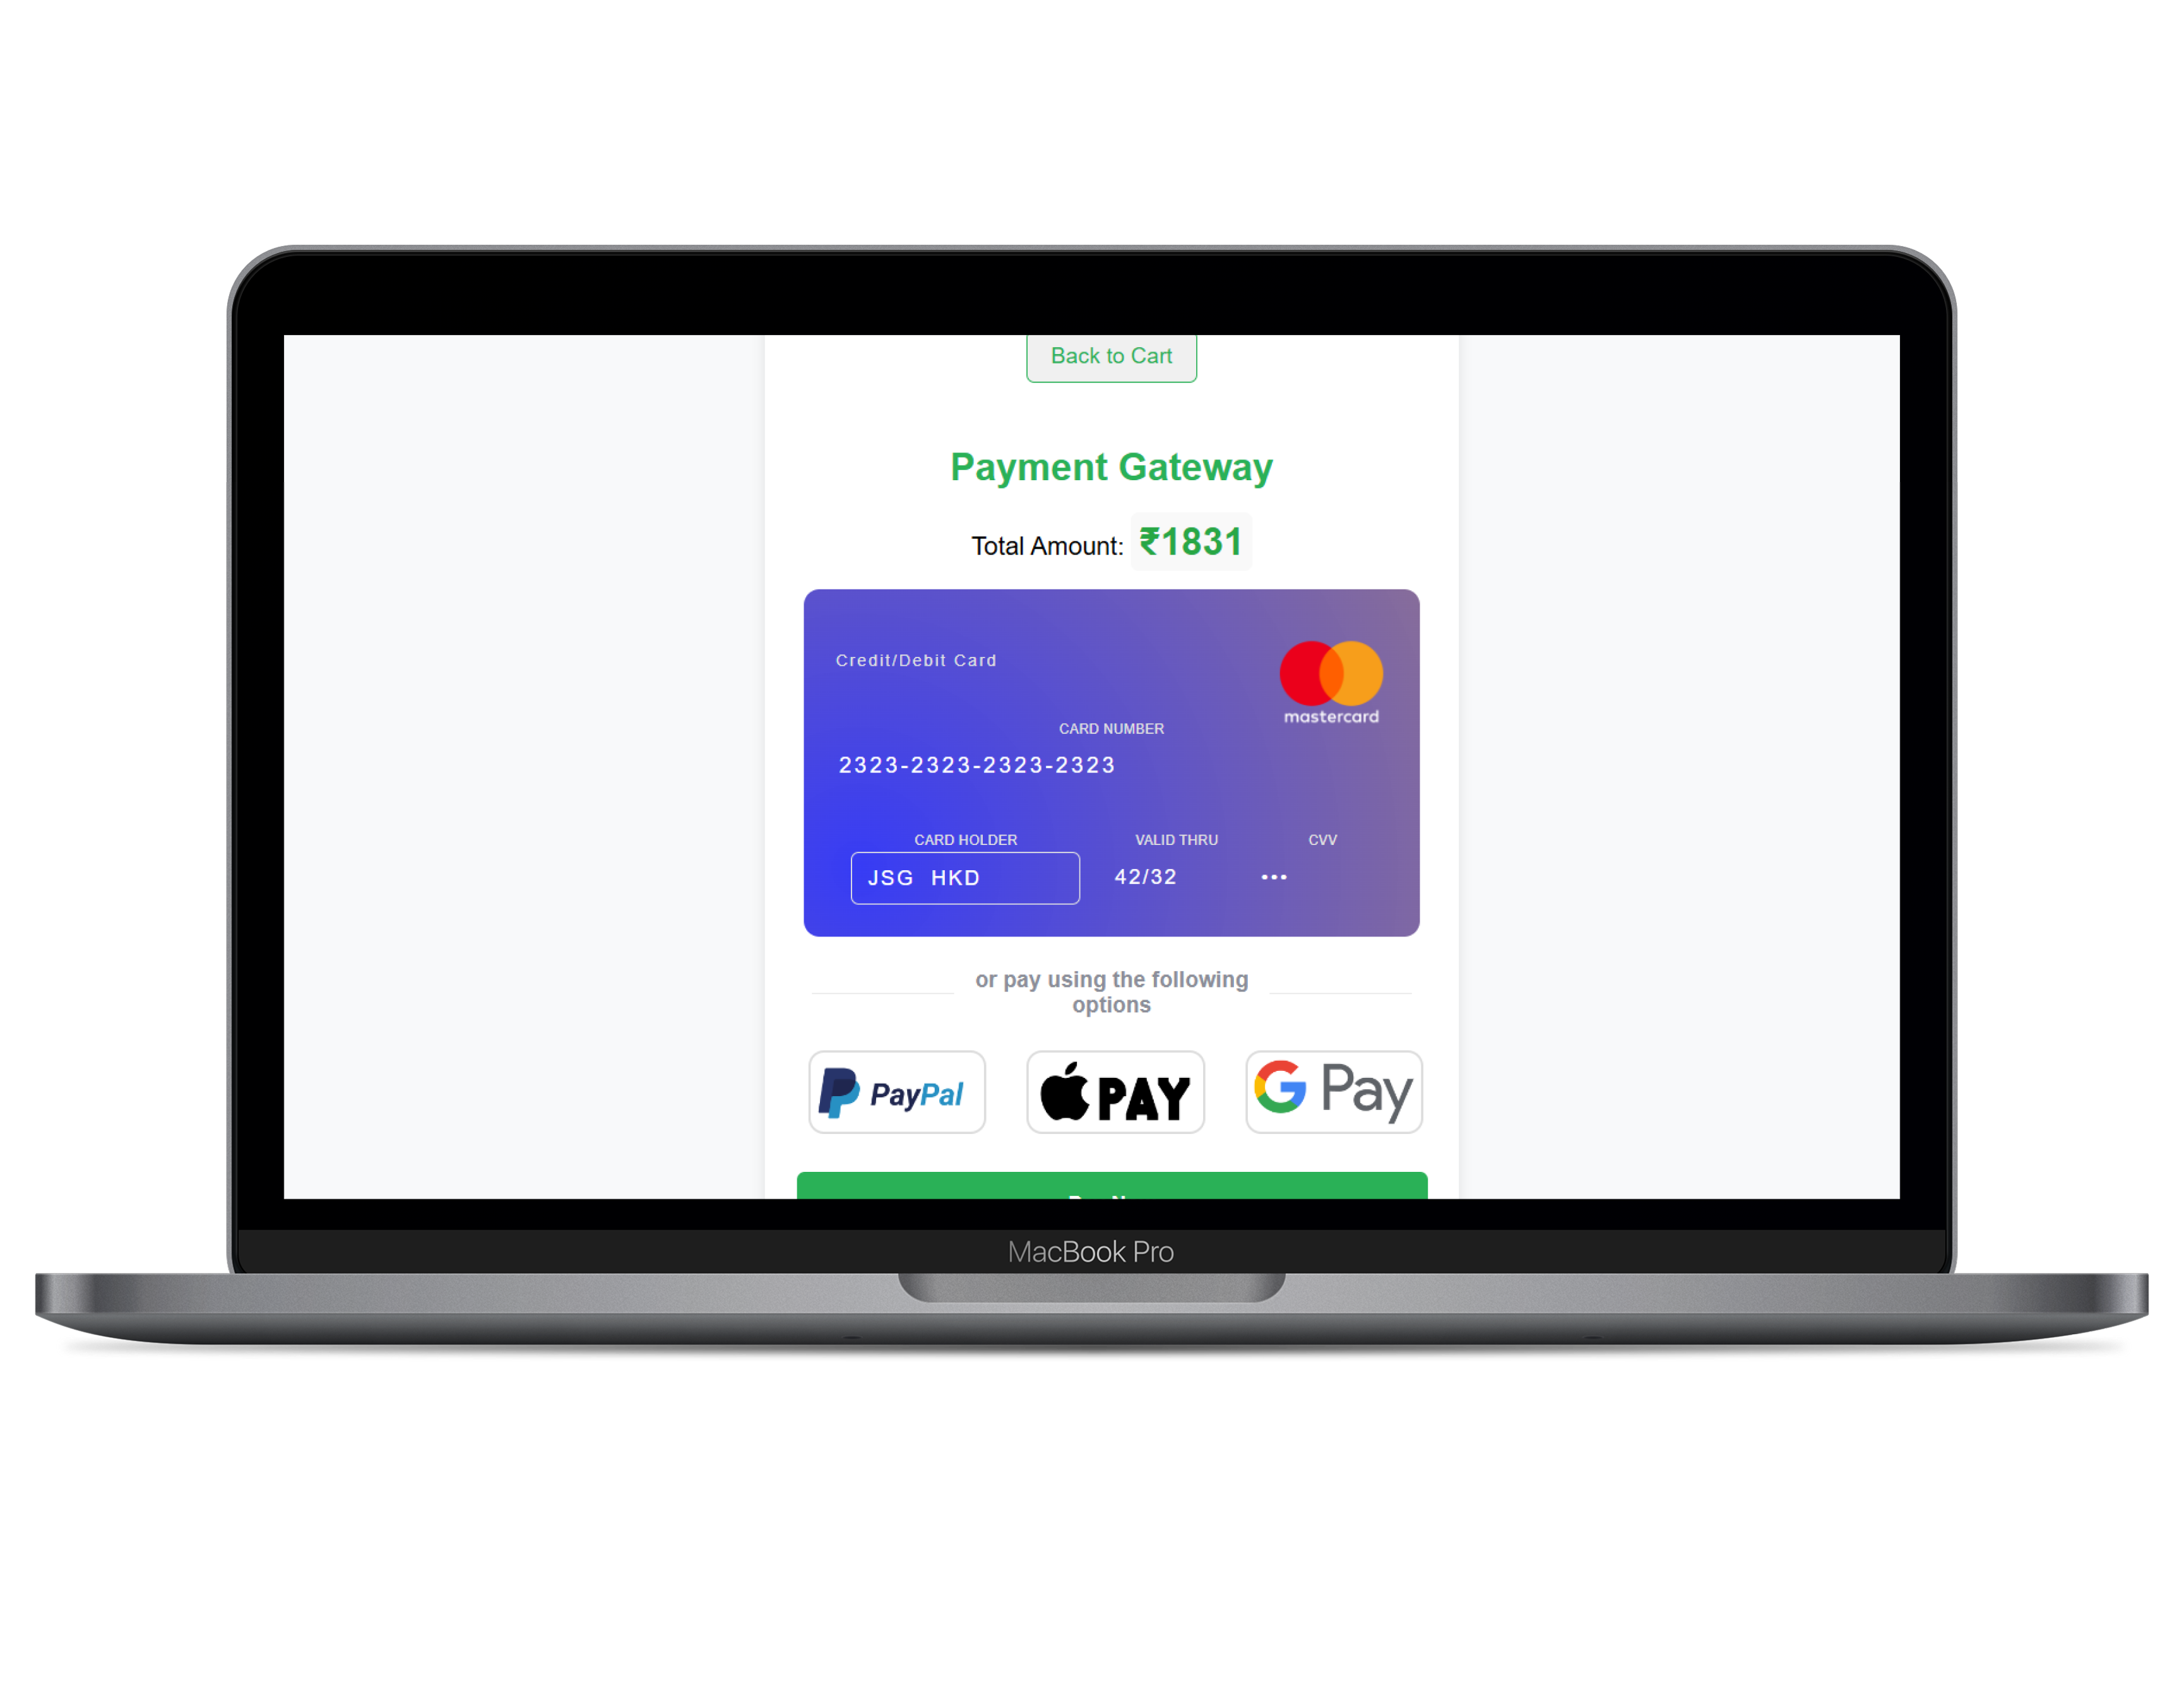 Back to Cart
Payment Gateway
Total Amount: ₹1831
Credit/Debit Card
mastercard
CARD NUMBER
2323-2323-2323-2323
CARD HOLDER VALID THRU CVV
JSG HKD 42/32 •••
or pay using the following
options
PayPal PAY G Pay
MacBook Pro